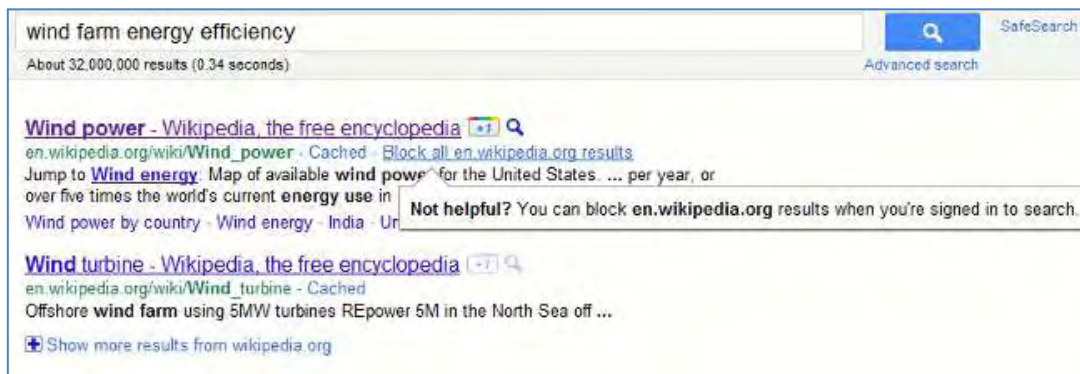 wind farm energy efficiency
SafeSearch
About 32,000,000 results (0.34 seconds)
Advanced search
Wind power - Wikipedia, the free encyclopedia +1
en.wikipedia.org/wiki/Wind_power - Cached - Block all en.wikipedia.org results
Jump to Wind energy: Map of available wind power for the United States. ... per year, or
over five times the world's current energy use in
Not helpful? You can block en.wikipedia.org results when you're signed in to search.
Wind power by country - Wind energy - India - Un
Wind turbine - Wikipedia, the free encyclopedia +1
en.wikipedia.org/wiki/Wind_turbine - Cached
Offshore wind farm using 5MW turbines REpower 5M in the North Sea off ...
Show more results from wikipedia.org